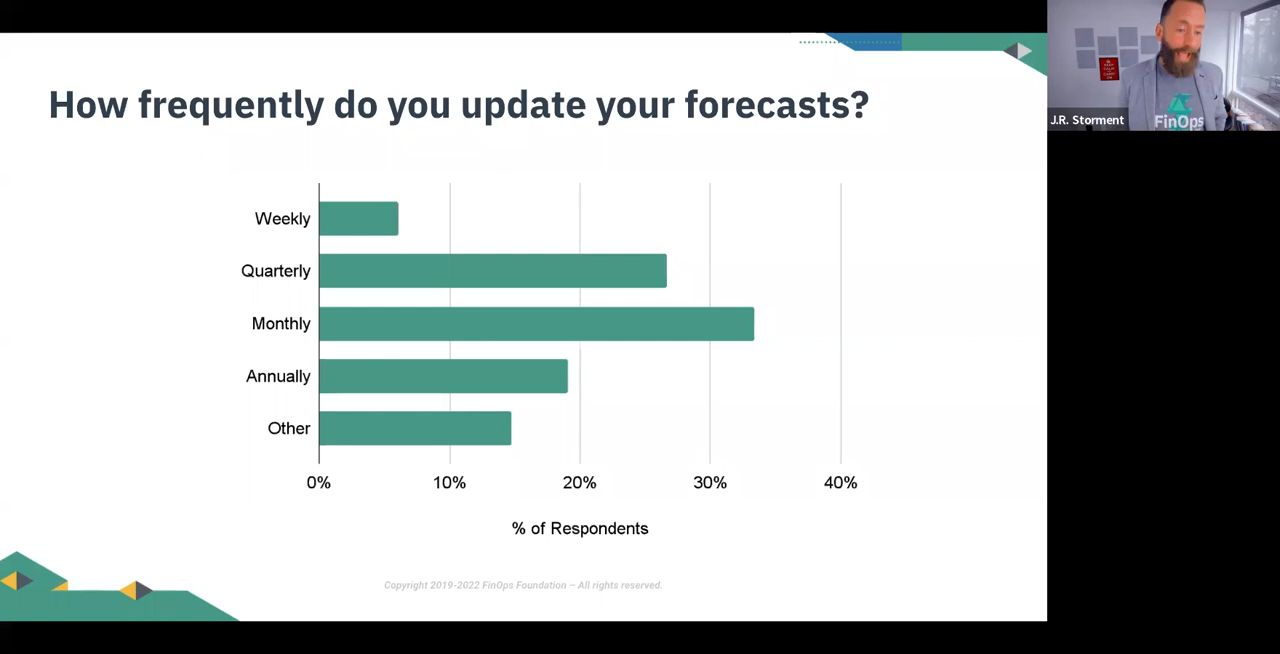 How frequently do you update your forecasts?
Weekly
Quarterly
Monthly
Annually
Other
0% 10% 20% 30% 40%
% of Respondents
Copyright 2019-2022 FinOps Foundation – All rights reserved.
J.R. Storment
FinOps